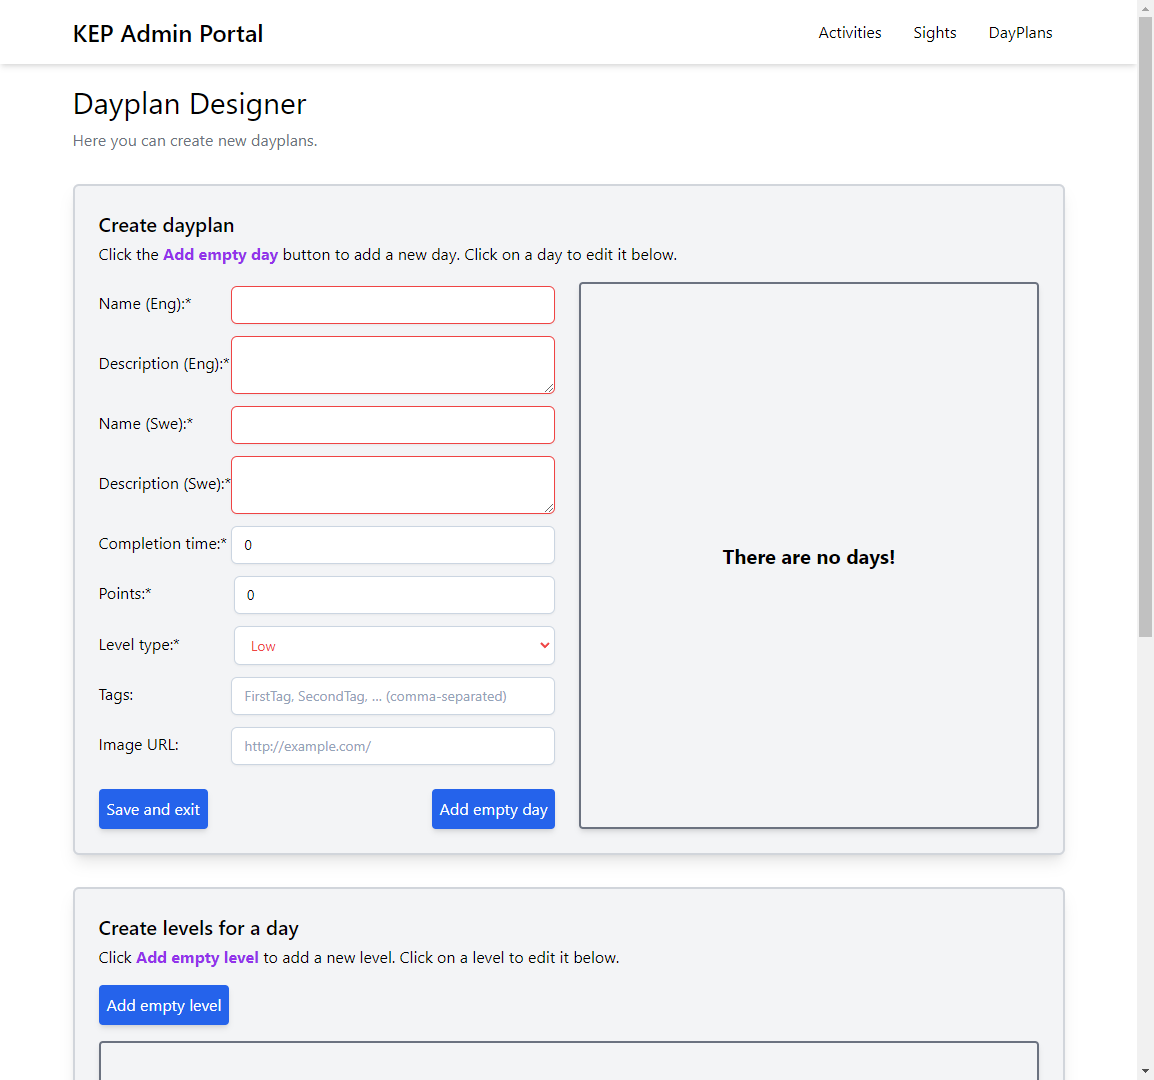 KEP Admin Portal
Activities
Sights
DayPlans
Dayplan Designer
Here you can create new dayplans.
Create dayplan
Click the Add empty day button to add a new day. Click on a day to edit it below.
Name (Eng):*
Description (Eng):*
Name (Swe):*
Description (Swe):*
Completion time:*
0
Points:*
0
Level type:*
Low
Tags:
FirstTag, SecondTag, ... (comma-separated)
Image URL:
http://example.com/
Save and exit
Add empty day
There are no days!
Create levels for a day
Click Add empty level to add a new level. Click on a level to edit it below.
Add empty level